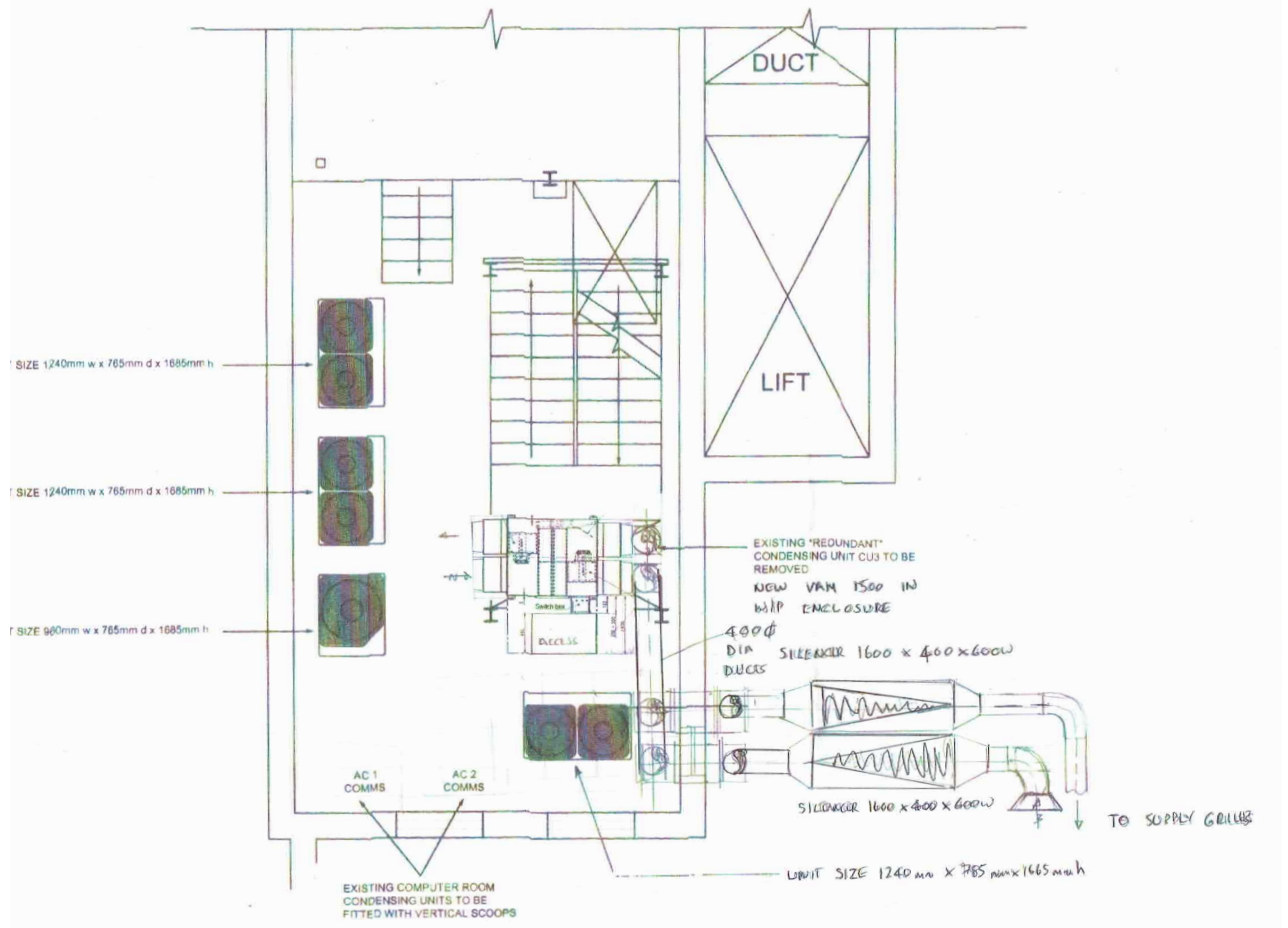 DUCT
LIFT
SIZE 1240mm w x 765mm d x 1685mm h
SIZE 1240mm w x 765mm d x 1685mm h
SIZE 960mm w x 765mm d x 1685mm h
EXISTING "REDUNDANT"
CONDENSING UNIT CU3 TO BE
REMOVED
NEW VAM 1500 IN
W/P ENCLOSURE
Switch box
ACCESS
400ϕ
DIA
DUCTS
SILENCER 1600 x 400 x 600W
SILENCER 1600 x 400 x 600W
TO SUPPLY GRILLES
AC 1
COMMS
AC 2
COMMS
UNIT SIZE 1240 mm x 765 mm x 1665 mm h
EXISTING COMPUTER ROOM
CONDENSING UNITS TO BE
FITTED WITH VERTICAL SCOOPS